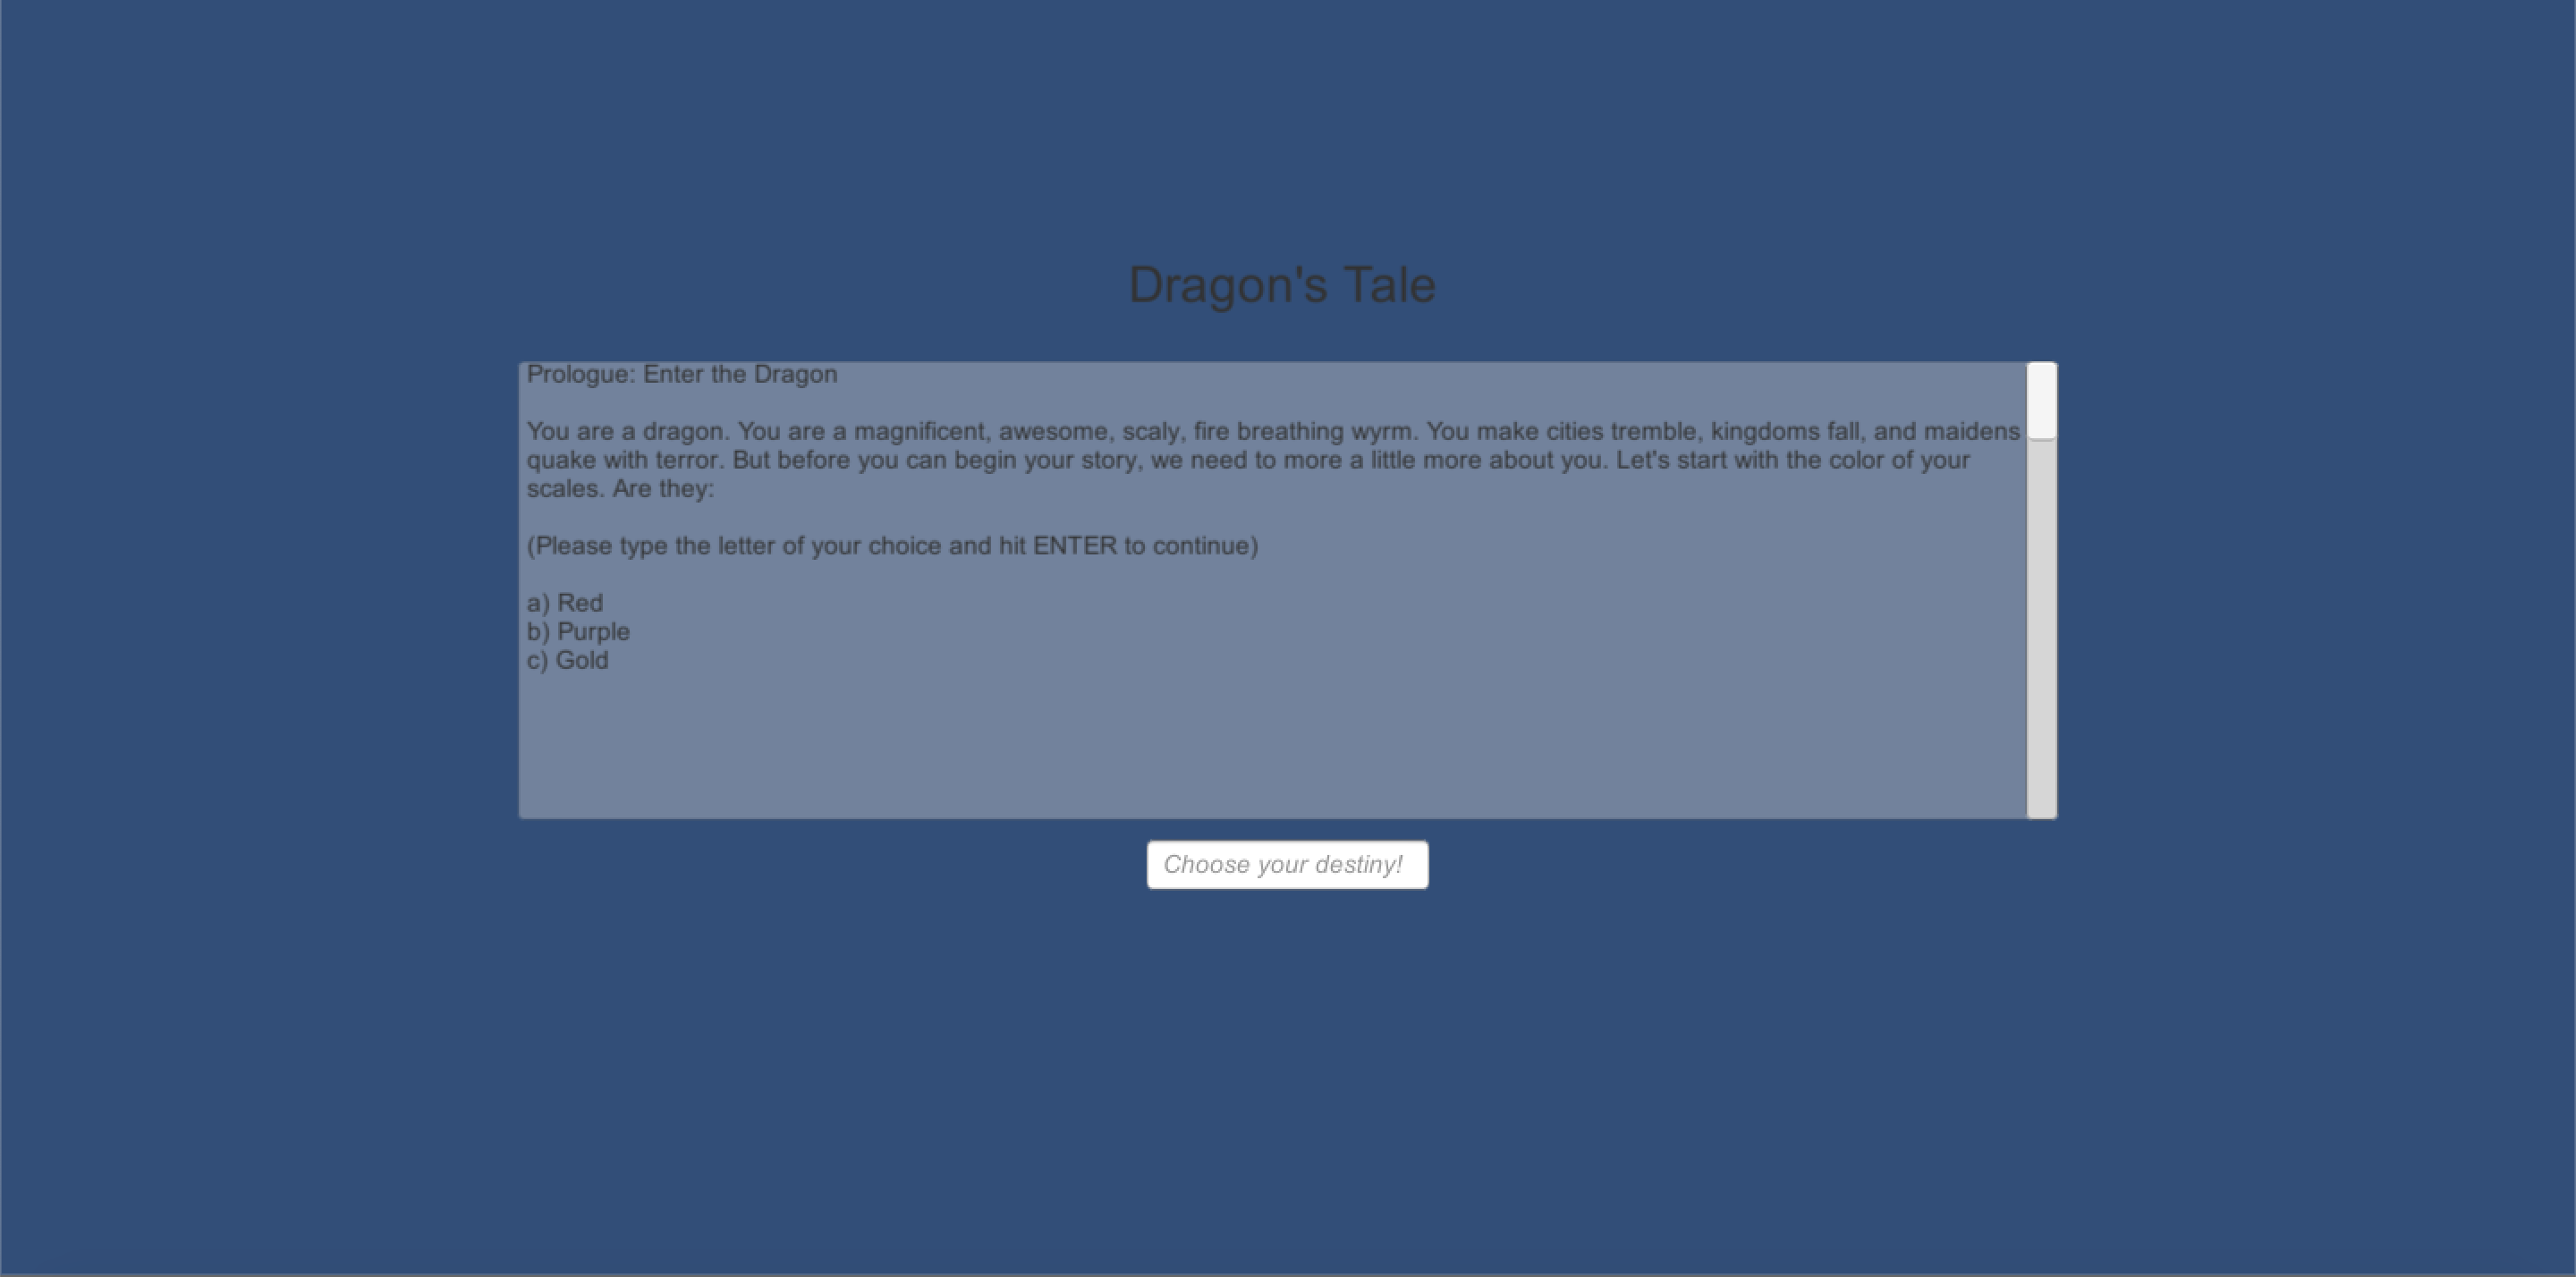 Dragon's Tale
Prologue: Enter the Dragon
You are a dragon. You are a magnificent, awesome, scaly, fire breathing wyrm. You make cities tremble, kingdoms fall, and maidens
quake with terror. But before you can begin your story, we need to more a little more about you. Let's start with the color of your
scales. Are they:
(Please type the letter of your choice and hit ENTER to continue)
a) Red
b) Purple
c) Gold
Choose your destiny!